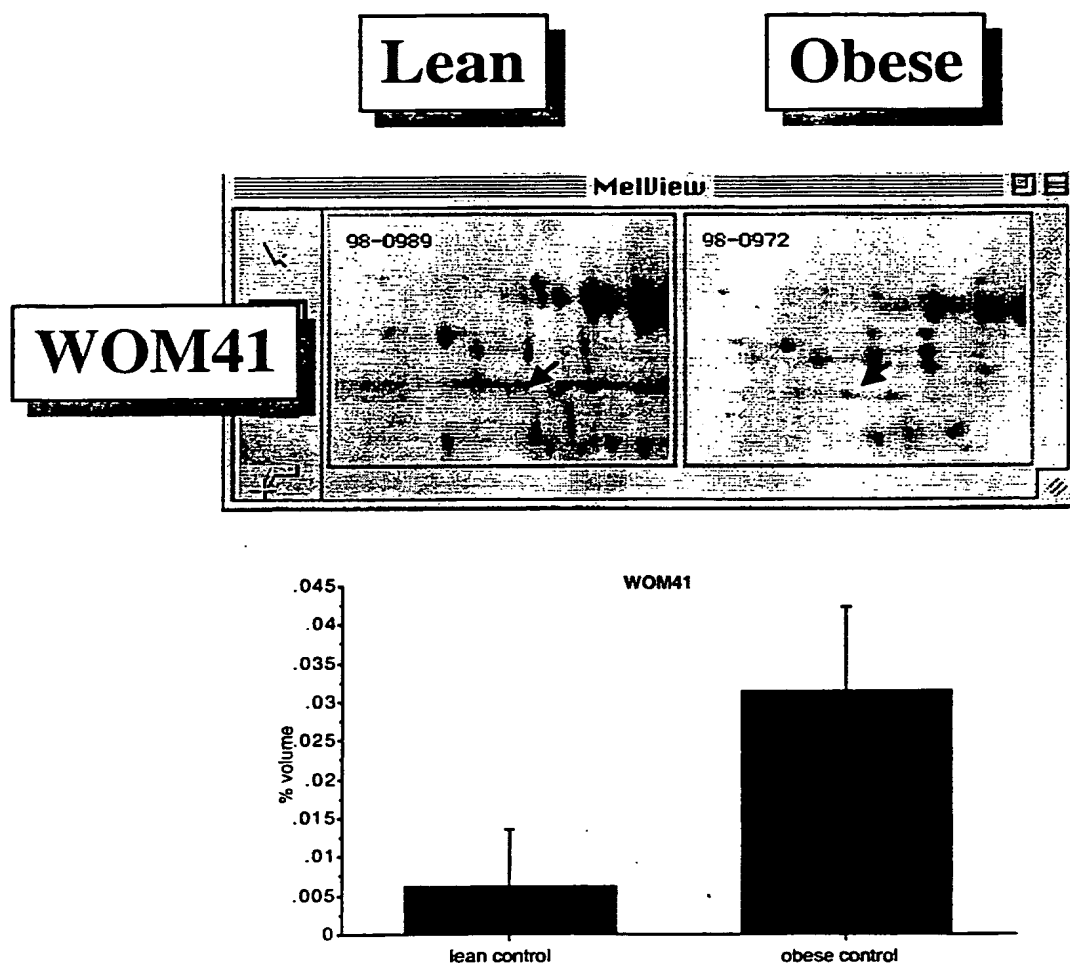 Lean
Obese
MelView
98-0989
98-0972
WOM41
WOM41
.045
.04
.035
.03
.025
.02
.015
.01
.005
0
% volume
lean control
obese control